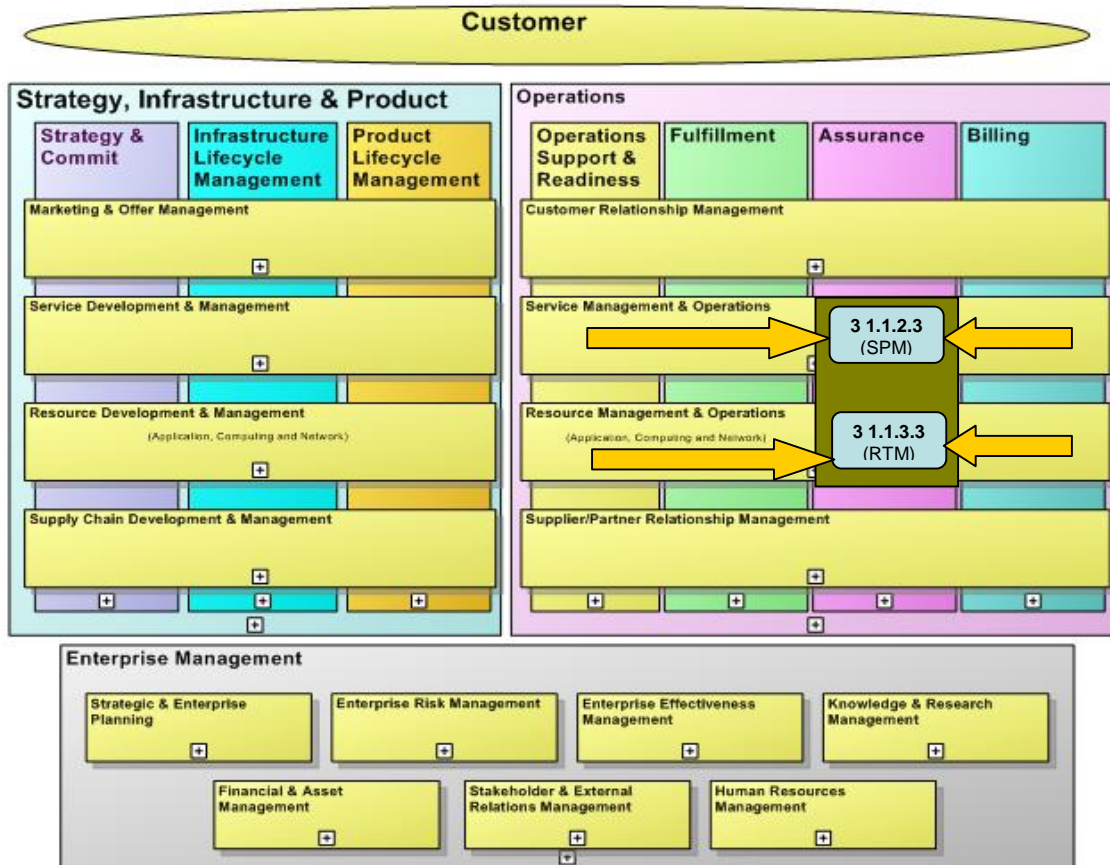 Customer
Strategy, Infrastructure & Product
Strategy &
Commit
Infrastructure
Lifecycle
Management
Product
Lifecycle
Management
Marketing & Offer Management
Service Development & Management
Resource Development & Management
(Application, Computing and Network)
Supply Chain Development & Management
Operations
Operations
Support &
Readiness
Fulfillment
Assurance
Billing
Customer Relationship Management
Service Management & Operations
3 1.1.2.3
(SPM)
Resource Management & Operations
(Application, Computing and Network)
3 1.1.3.3
(RTM)
Supplier/Partner Relationship Management
Enterprise Management
Strategic & Enterprise
Planning
Enterprise Risk Management
Enterprise Effectiveness
Management
Knowledge & Research
Management
Financial & Asset
Management
Stakeholder & External
Relations Management
Human Resources
Management